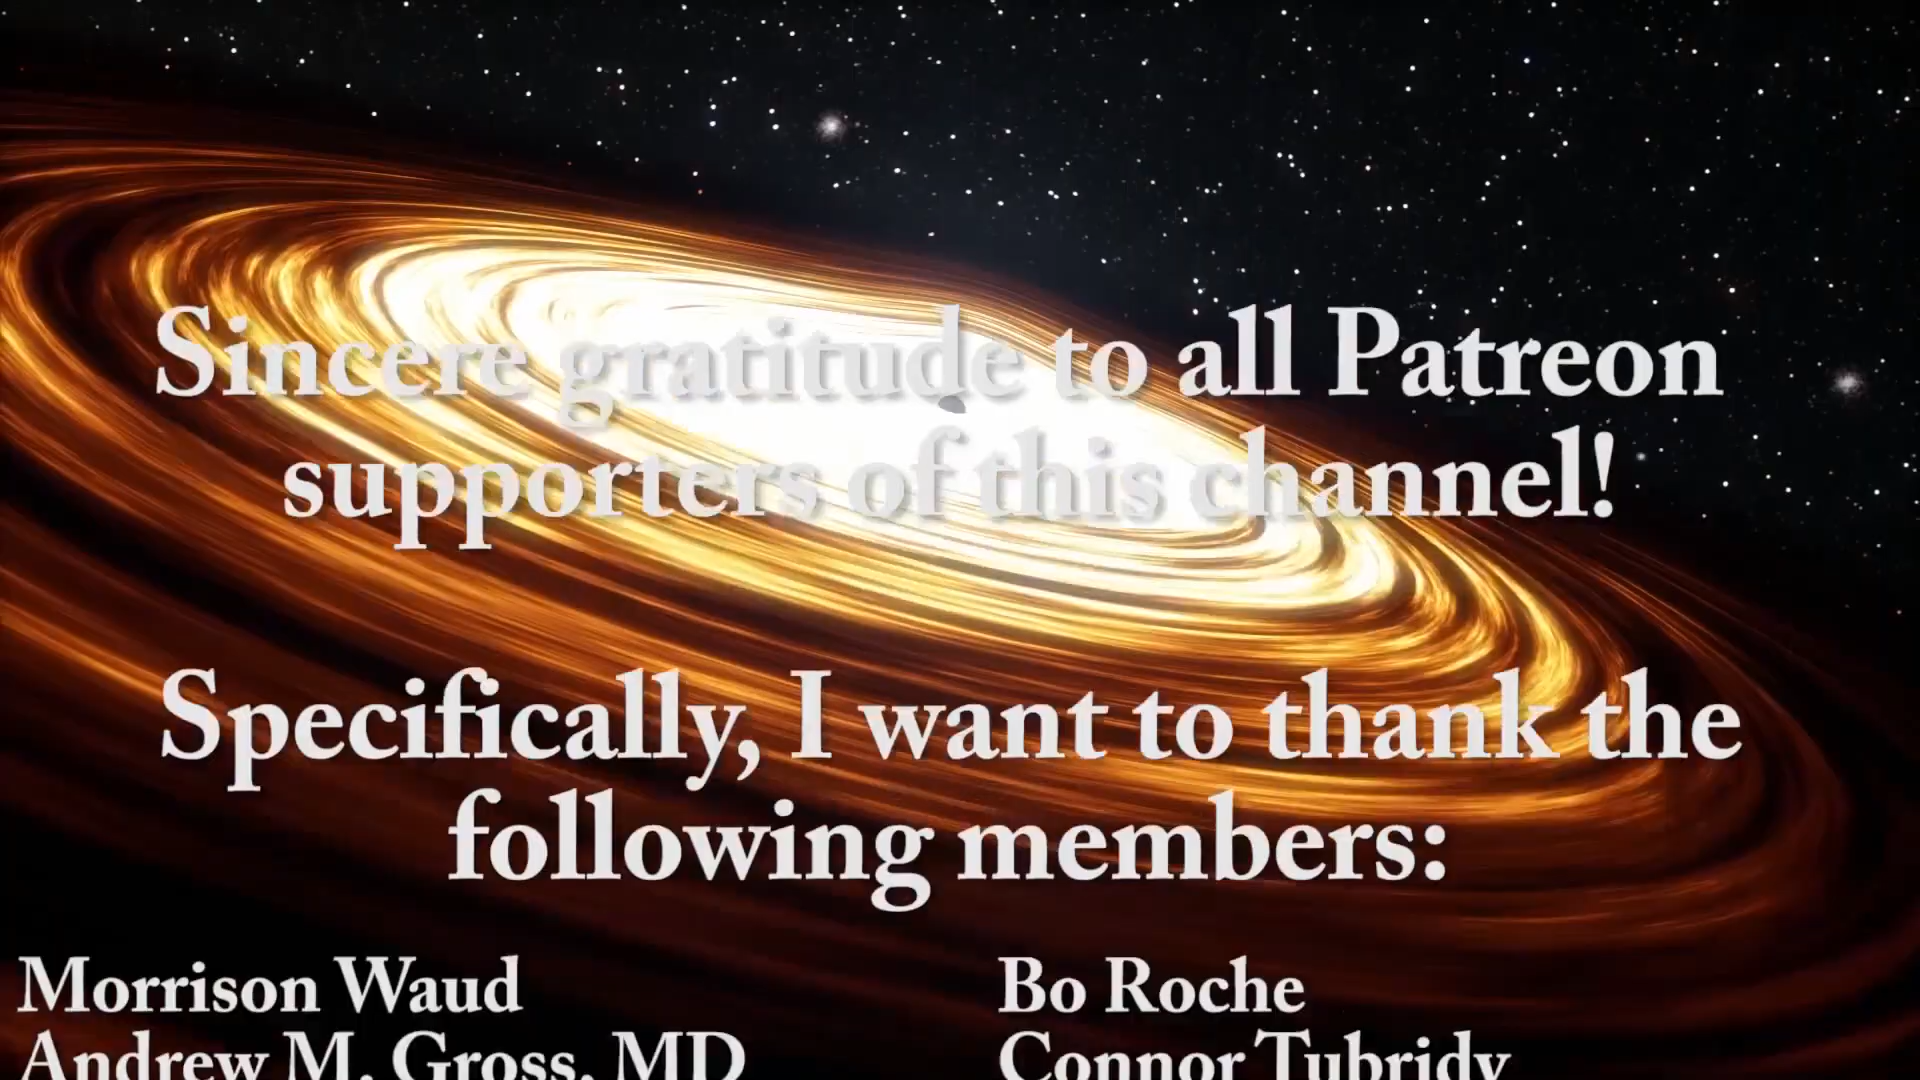 Sincere gratitude to all Patreon
supporters of this channel!
Specifically, I want to thank the
following members:
Morrison Waud
Bo Roche
Andrew M. Gross, MD
Connor Tubridy